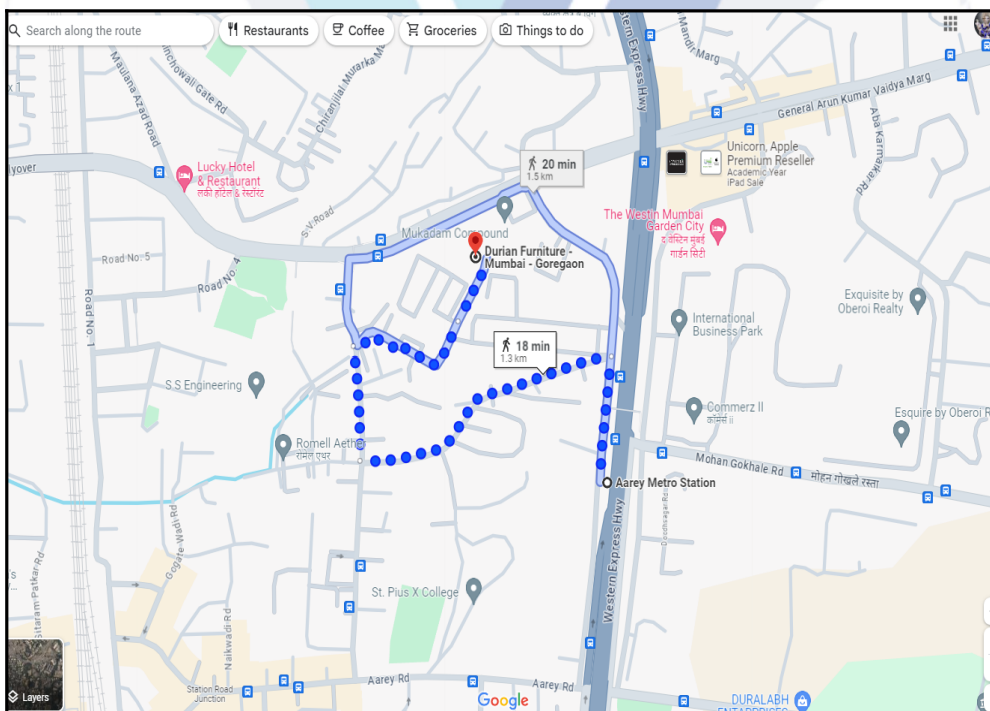 Search along the route
Restaurants
Coffee
Groceries
Things to do
Maulana Azad Road
Chiranjilal Murarka
Mandir Marg
Western Express Hwy
General Arun Kumar Vaidya Marg
Aba Karmarkar Rd
Unicorn, Apple
Premium Reseller
Academic Year
iPad Sale
20 min
1.5 km
Lucky Hotel
& Restaurant
लकी हॉटेल & रेस्टॉरंट
S.V. Road
Mukadam Compound
The Westin Mumbai
Garden City
द वेस्टिन मुंबई
गार्डन सिटी
Durian Furniture -
Mumbai - Goregaon
Road No. 5
Road No. 4
Road No. 1
Exquisite by
Oberoi Realty
International
Business Park
18 min
1.3 km
S.S Engineering
Commerz II
कॉमर्स ॥
Esquire by Oberoi R
Romell Aether
रोमेल एथर
Mohan Gokhale Rd
मोहन गोखले रस्ता
Aarey Metro Station
Gogate Wadi Rd
Sitaram Patkar Rd
Naikwadi Rd
St. Pius X College
Western Express Hwy
Layers
Station Road
Junction
Aarey Rd
Aarey Rd
Google
DURALABH
ENTERPRISES